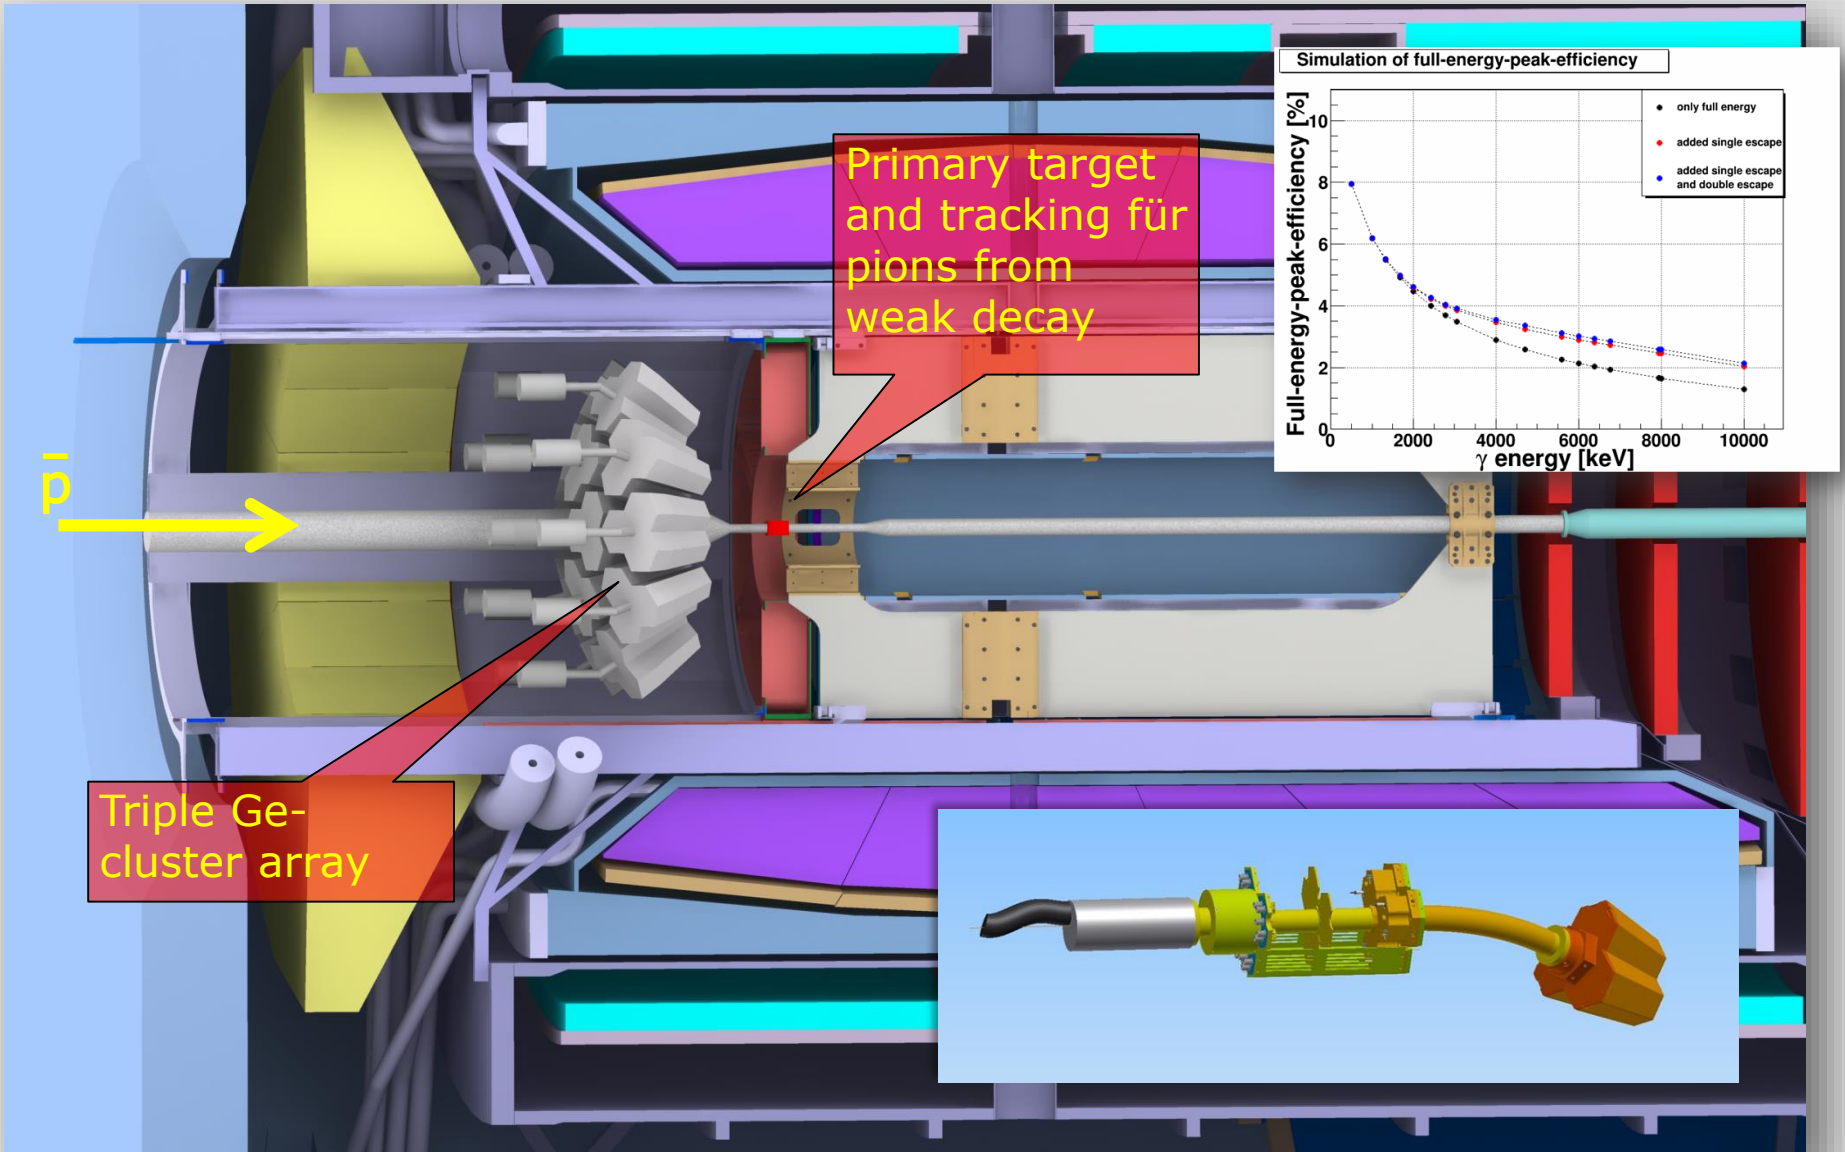 Simulation of full-energy-peak-efficiency
Full-energy-peak-efficiency [%]
10
8
6
4
2
0
0 2000 4000 6000 8000 10000
γ energy [keV]
only full energy
added single escape
added single escape
and double escape
Primary target
and tracking für
pions from
weak decay
p̄
Triple Ge-
cluster array